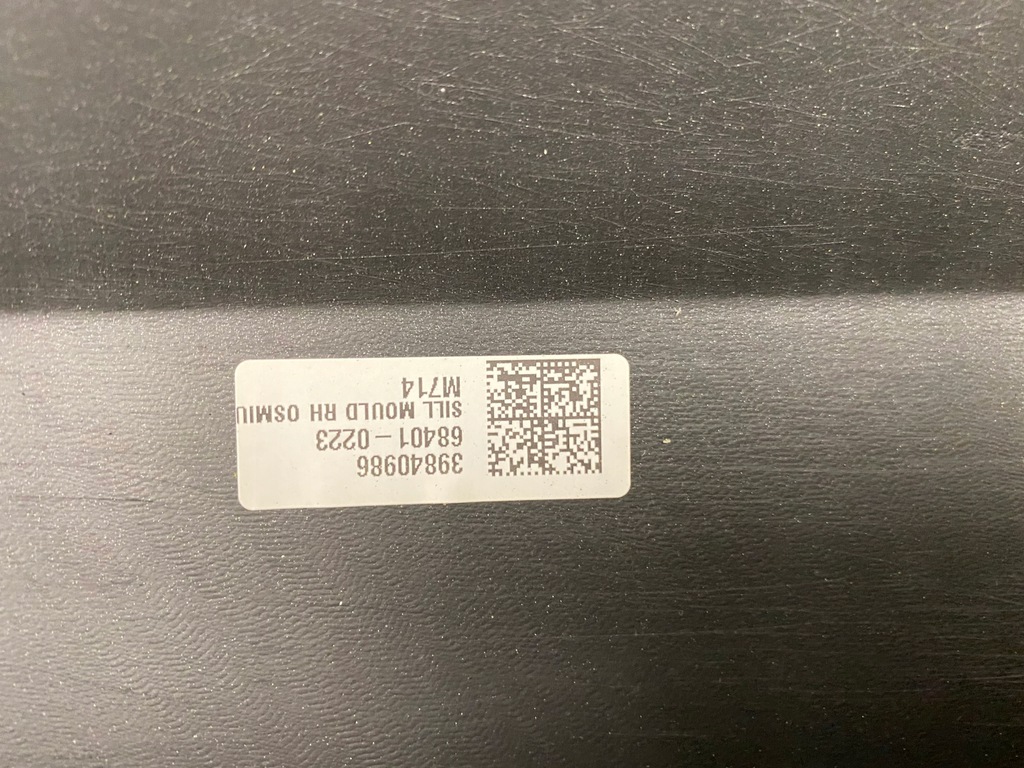 39840986
68401-0223
SILL MOULD RH OSMIU
M714